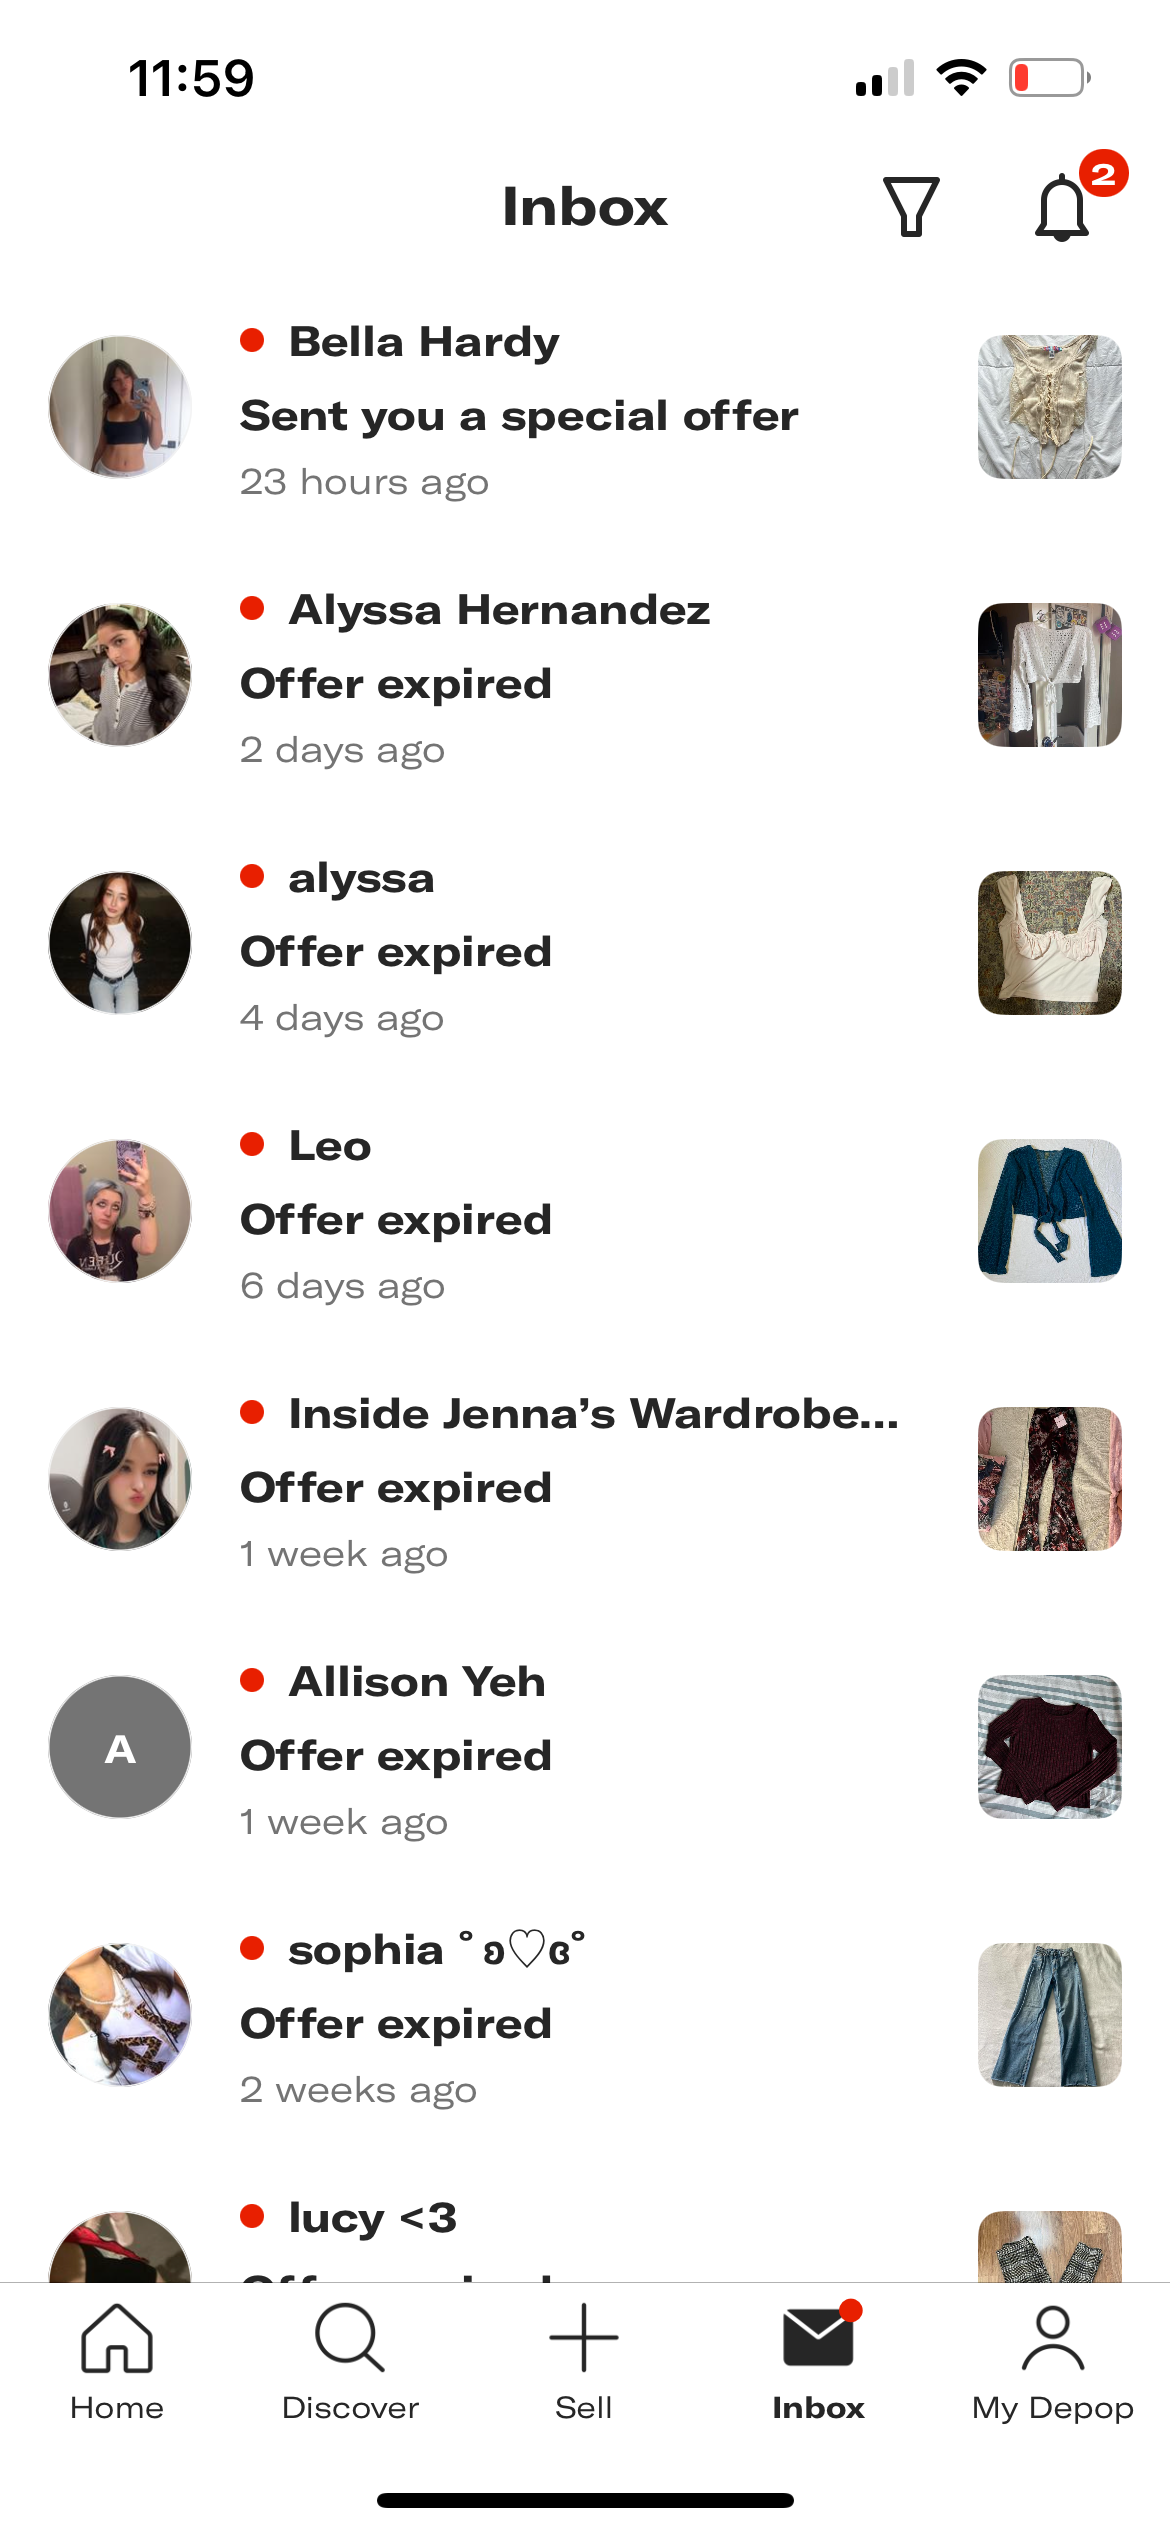 11:59
Inbox
2
Bella Hardy
Sent you a special offer
23 hours ago
Alyssa Hernandez
Offer expired
2 days ago
alyssa
Offer expired
4 days ago
Leo
Offer expired
6 days ago
Inside Jenna’s Wardrobe...
Offer expired
1 week ago
A
Allison Yeh
Offer expired
1 week ago
sophia ˚ ʚ♡ɞ˚
Offer expired
2 weeks ago
lucy <3
Home
Discover
Sell
Inbox
My Depop